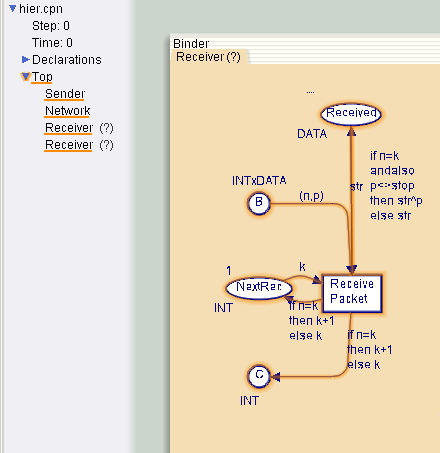 hier.cpn
Step: 0
Time: 0
Declarations
Top
Sender
Network
Receiver (?)
Receiver (?)
Binder
Receiver (?)
....
Received
DATA
if n=k
andalso
p<>stop
then str^p
else str
str
INTxDATA
B
(n,p)
1
k
NextRec
INT
Receive
Packet
if n=k
then k+1
else k
if n=k
then k+1
else k
C
INT